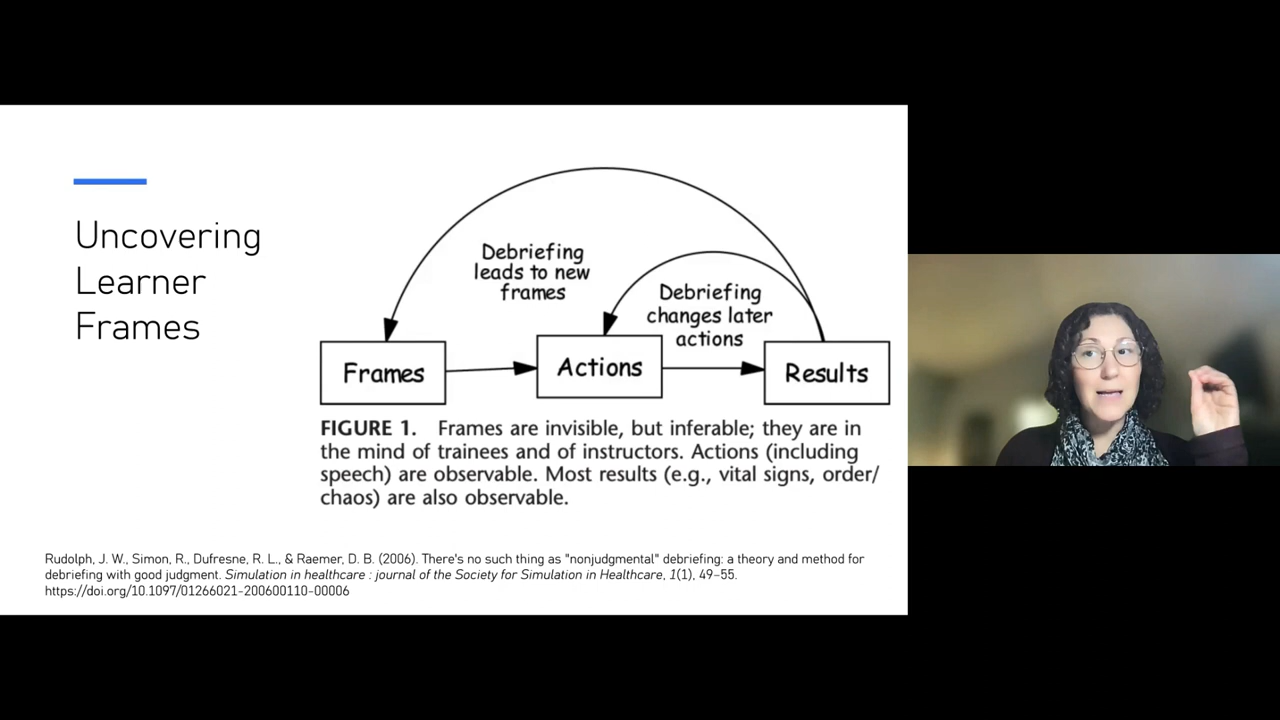 Uncovering
Learner
Frames
Debriefing
leads to new
frames
Debriefing
changes later
actions
Frames
Actions
Results
FIGURE 1. Frames are invisible, but inferable; they are in
the mind of trainees and of instructors. Actions (including
speech) are observable. Most results (e.g., vital signs, order/
chaos) are also observable.
Rudolph, J. W., Simon, R., Dufresne, R. L., & Raemer, D. B. (2006). There's no such thing as "nonjudgmental" debriefing: a theory and method for
debriefing with good judgment. Simulation in healthcare : journal of the Society for Simulation in Healthcare, 1(1), 49–55.
https://doi.org/10.1097/01266021-200600110-00006